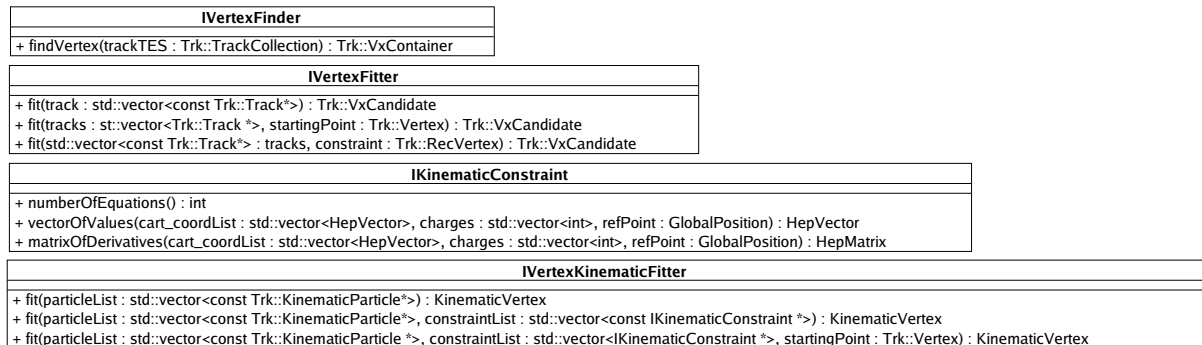 IVertexFinder
+ findVertex(trackTES : Trk::TrackCollection) : Trk::VxContainer
IVertexFitter
+ fit(track : std::vector<const Trk::Track*>) : Trk::VxCandidate
+ fit(tracks : st::vector<Trk::Track *>, startingPoint : Trk::Vertex) : Trk::VxCandidate
+ fit(std::vector<const Trk::Track*> : tracks, constraint : Trk::RecVertex) : Trk::VxCandidate
IKinematicConstraint
+ numberOfEquations() : int
+ vectorOfValues(cart_coordList : std::vector<HepVector>, charges : std::vector<int>, refPoint : GlobalPosition) : HepVector
+ matrixOfDerivatives(cart_coordList : std::vector<HepVector>, charges : std::vector<int>, refPoint : GlobalPosition) : HepMatrix
IVertexKinematicFitter
+ fit(particleList : std::vector<const Trk::KinematicParticle*>) : KinematicVertex
+ fit(particleList : std::vector<const Trk::KinematicParticle*>, constraintList : std::vector<const IKinematicConstraint *>) : KinematicVertex
+ fit(particleList : std::vector<const Trk::KinematicParticle *>, constraintList : std::vector<IKinematicConstraint *>, startingPoint : Trk::Vertex) : KinematicVertex